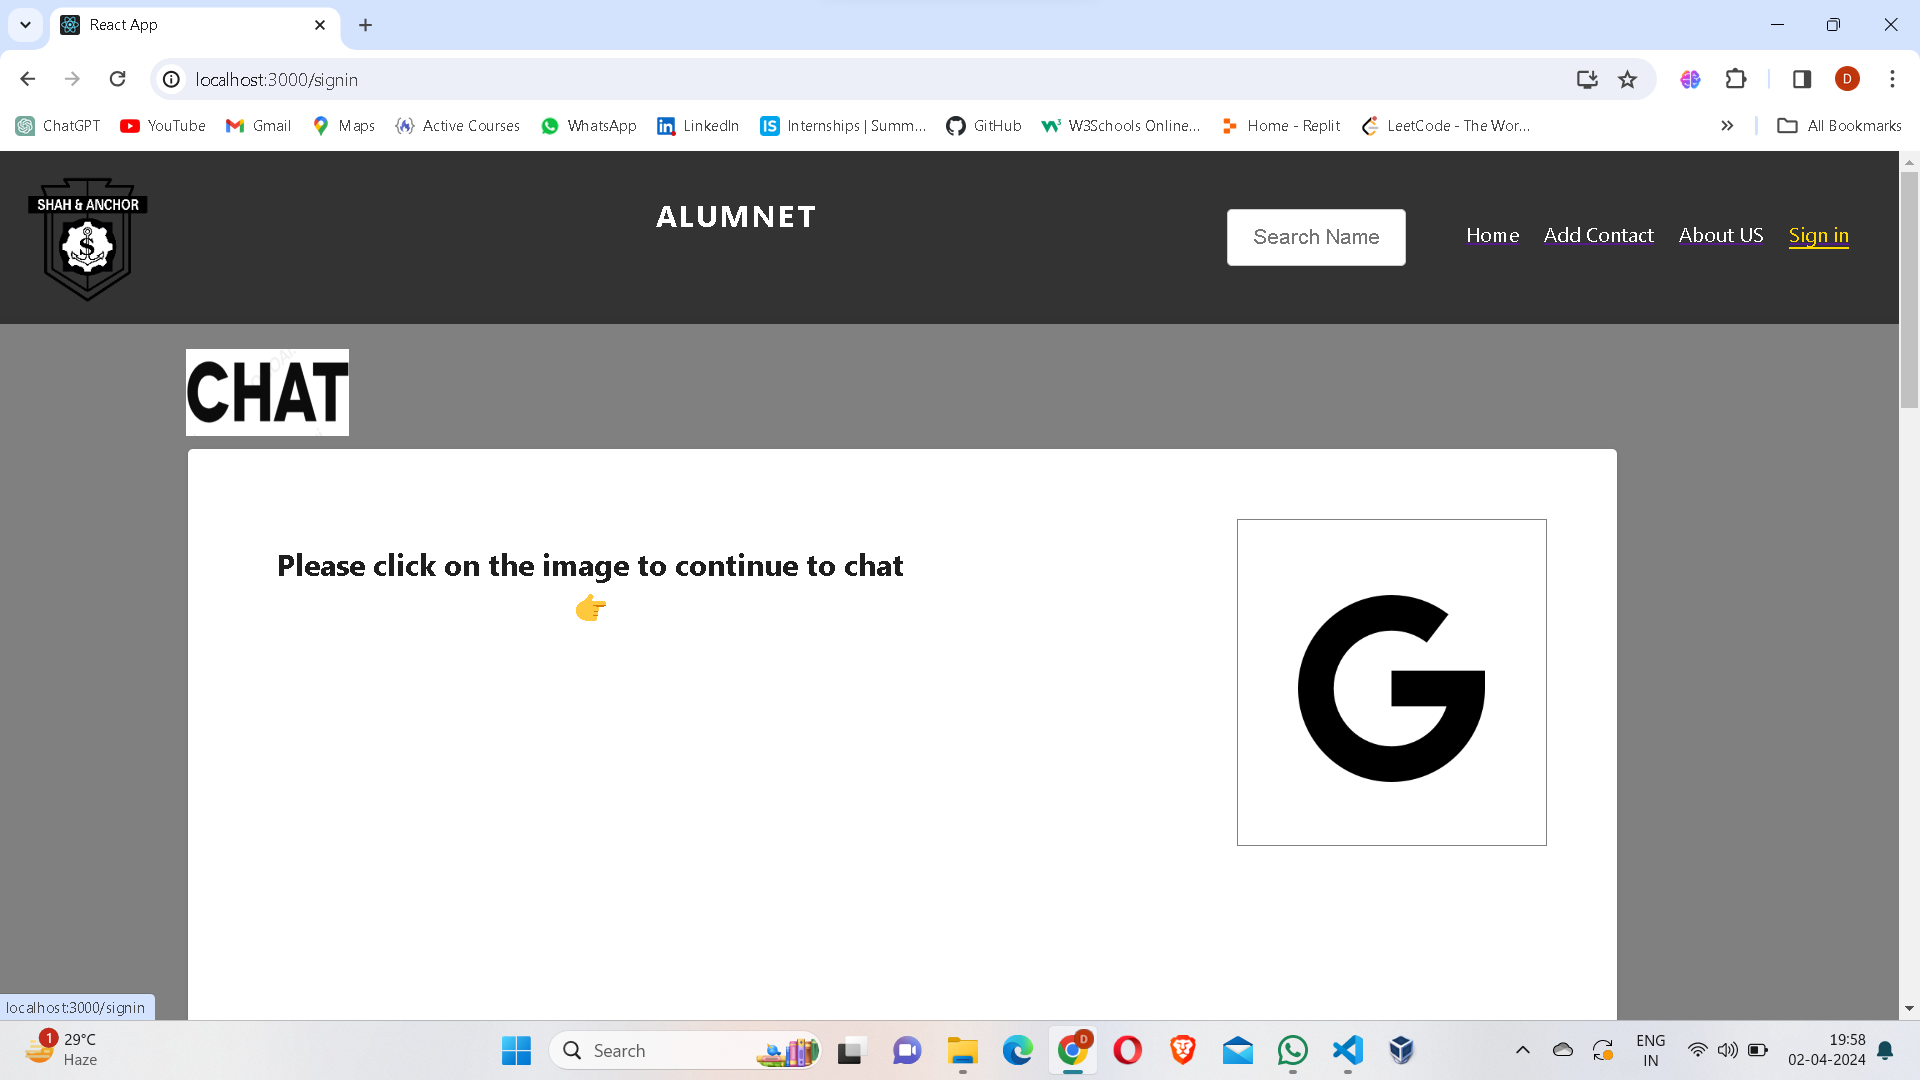 React App
localhost:3000/signin
D
ChatGPT YouTube Gmail Maps Active Courses WhatsApp LinkedIn Internships | Summ... GitHub W3Schools Online... Home - Replit LeetCode - The Wor... All Bookmarks
SHAH & ANCHOR
ALUMNET
Search Name
Home Add Contact About US Sign in
CHAT
Please click on the image to continue to chat
👉
G
localhost:3000/signin
1
29°C
Haze
Search
D
ENG
IN
19:58
02-04-2024